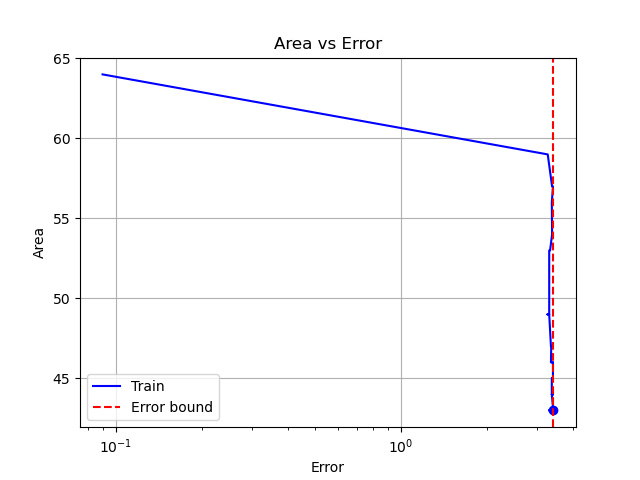 Area vs Error
65
60
55
50
45
Area
Train
Error bound
10⁻¹
10⁰
Error